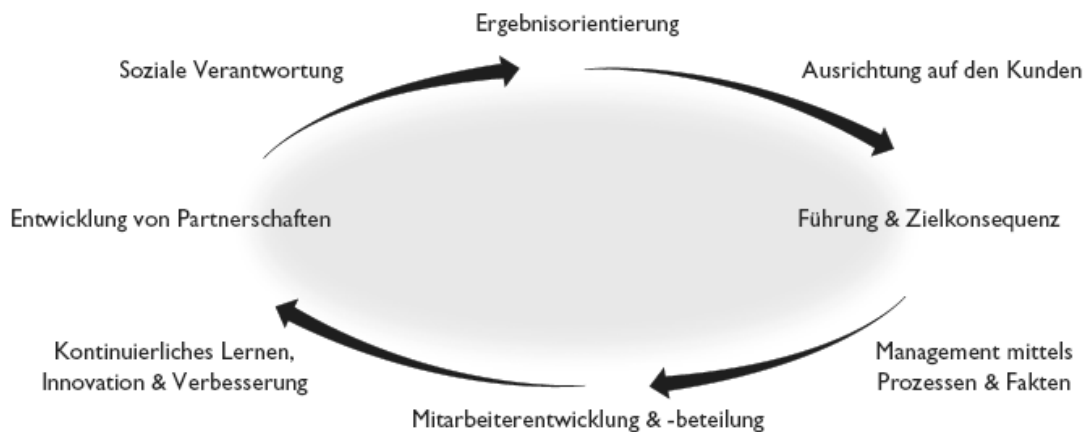 Ergebnisorientierung
Soziale Verantwortung
Ausrichtung auf den Kunden
Entwicklung von Partnerschaften
Führung & Zielkonsequenz
Kontinuierliches Lernen,
Innovation & Verbesserung
Management mittels
Prozessen & Fakten
Mitarbeiterentwicklung & -beteilung